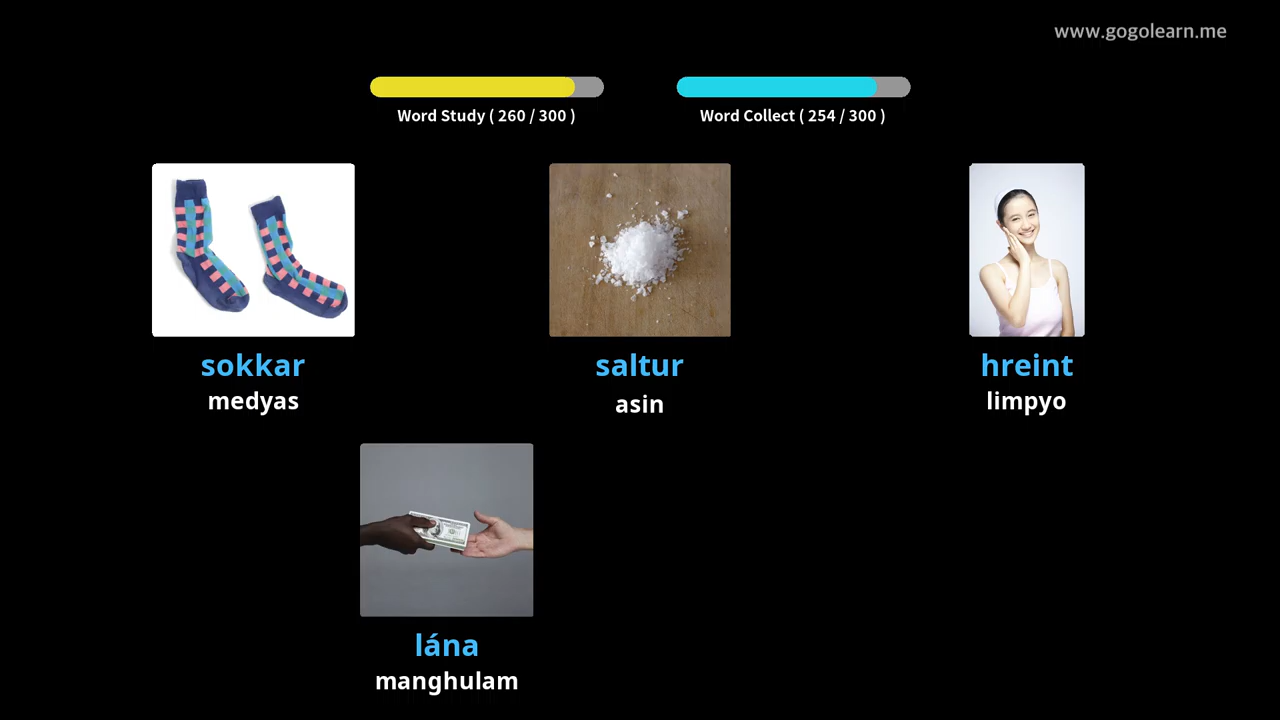 www.gogolearn.me
Word Study ( 260 / 300 )
Word Collect ( 254 / 300 )
sokkar
medyas
saltur
asin
hreint
limpyo
lána
manghulam